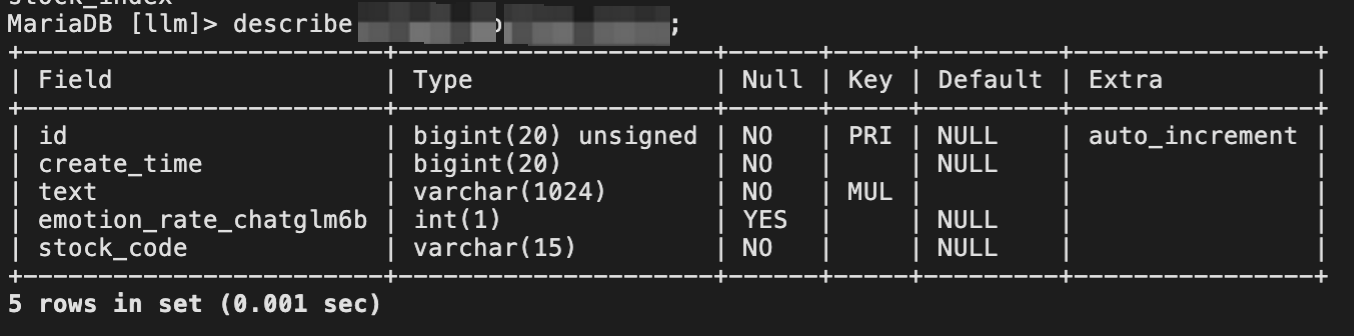 stock_index
MariaDB [llm]> describe ;
+-------------------------+---------------------+------+-----+---------+----------------+
| Field                   | Type                | Null | Key | Default | Extra          |
+-------------------------+---------------------+------+-----+---------+----------------+
| id                      | bigint(20) unsigned | NO   | PRI | NULL    | auto_increment |
| create_time             | bigint(20)          | NO   |     | NULL    |                |
| text                    | varchar(1024)       | NO   | MUL |         |                |
| emotion_rate_chatglm6b  | int(1)              | YES  |     | NULL    |                |
| stock_code              | varchar(15)         | NO   |     | NULL    |                |
+-------------------------+---------------------+------+-----+---------+----------------+
5 rows in set (0.001 sec)